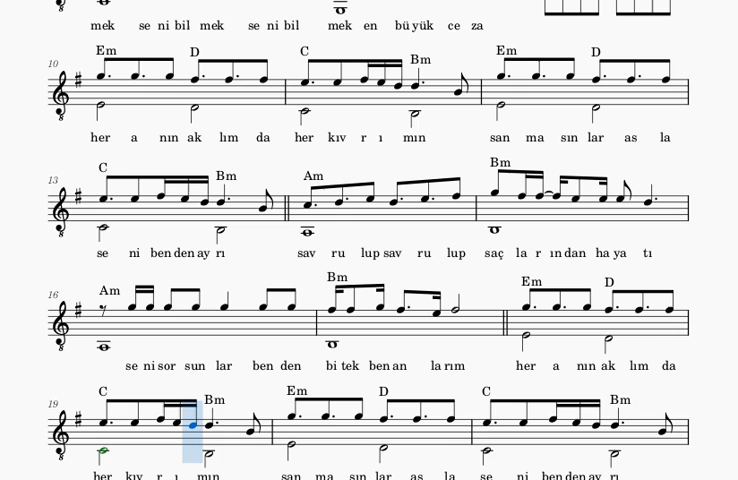 mek se ni bil mek se ni bil mek en bü yük ce za
10 Em D C Bm Em D
her a nın ak lım da her kıv r ı mın san ma sın lar as la
13 C Bm Am Bm
se ni ben den ay rı sav ru lup sav ru lup saç la r ın dan ha ya tı
16 Am Bm Em D
se ni sor sun lar ben den bi tek ben an la rım her a nın ak lım da
19 C Bm Em D C Bm
her kıv r ı mın san ma sın lar as la se ni ben den ay rı